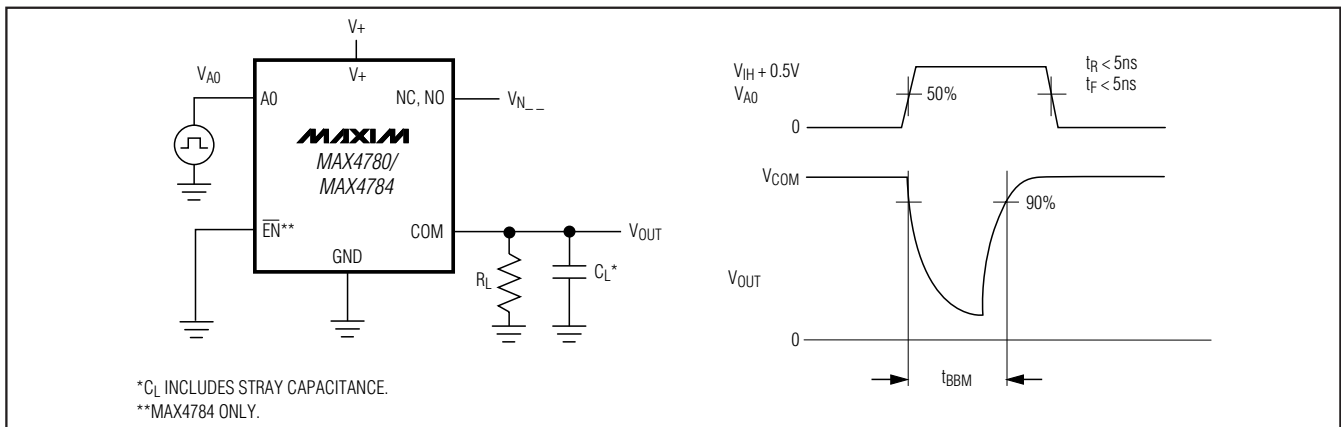 V+
V+
VA0
A0
NC, NO
VN_ _
MAXIM
MAX4780/
MAX4784
EN**
COM
VOUT
GND
RL
CL*
*CL INCLUDES STRAY CAPACITANCE.
**MAX4784 ONLY.
VIH + 0.5V
VA0
0
50%
tR < 5ns
tF < 5ns
VCOM
90%
VOUT
0
tBBM